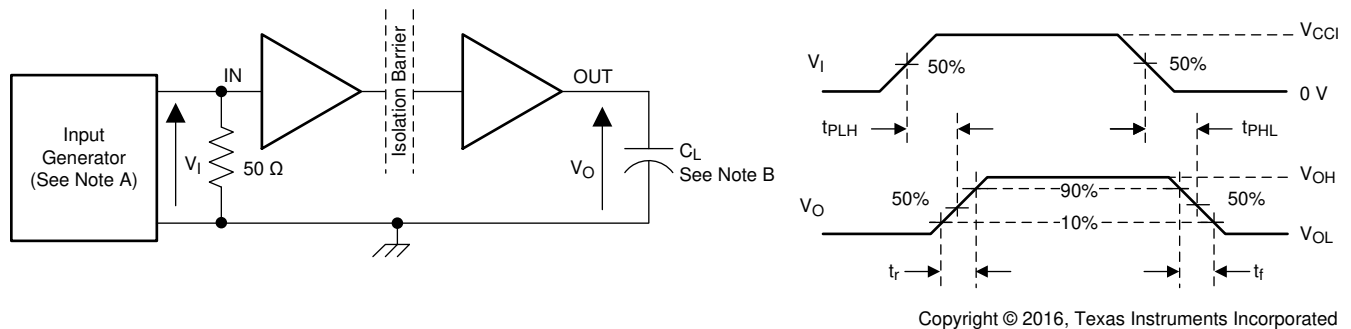 Input
Generator
(See Note A)
IN
VI
50 Ω
Isolation Barrier
OUT
VO
CL
See Note B
VI
50%
50%
VCCI
0 V
tPLH
tPHL
VO
50%
90%
10%
50%
VOH
VOL
tr
tf
Copyright © 2016, Texas Instruments Incorporated